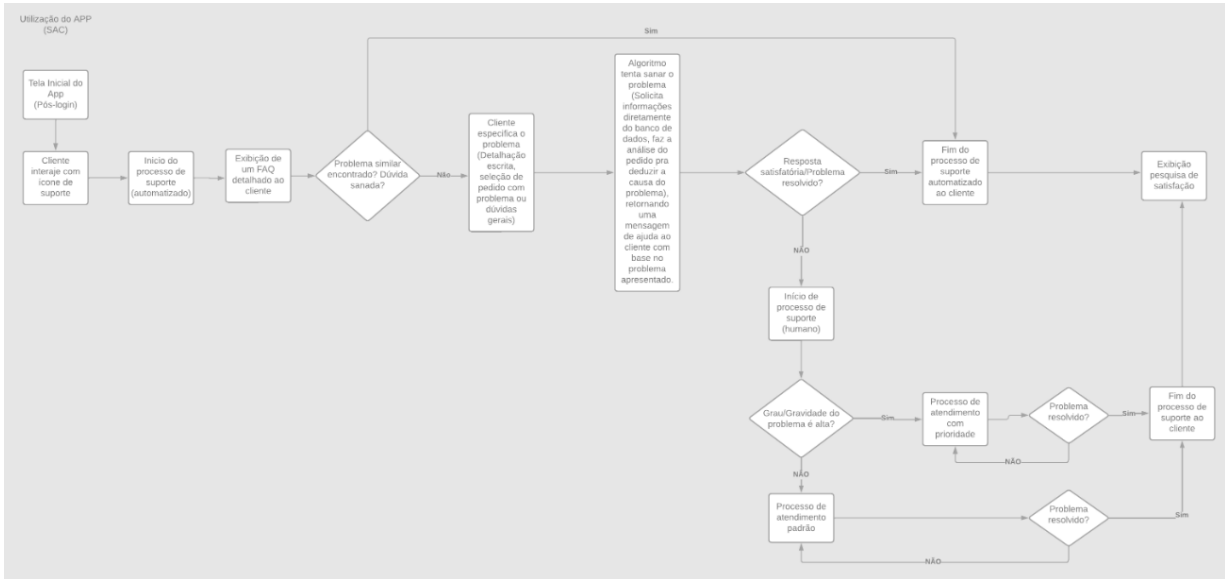 Utilização do APP
(SAC)
Sim
Tela Inicial do
App
(Pós-login)
Cliente
interaje com
ícone de
suporte
Início do
processo de
suporte
(automatizado)
Exibição de
um FAQ
detalhado ao
cliente
Problema similar
encontrado? Dúvida
sanada?
Não
Cliente
especifica o
problema
(Detalhação
escrita,
seleção de
pedido com
problema ou
dúvidas
gerais)
Algoritmo
tenta sanar o
problema
(Solicita
informações
diretamente
do banco de
dados, faz a
análise do
pedido pra
deduzir a
causa do
problema),
retornando
uma
mensagem
de ajuda ao
cliente com
base no
problema
apresentado.
Resposta
satisfatória/Problema
resolvido?
Sim
Fim do
processo de
suporte
automatizado
ao cliente
Exibição
pesquisa de
satisfação
NÃO
Início de
processo de
suporte
(humano)
Grau/Gravidade do
problema é alta?
Sim
Processo de
atendimento
com
prioridade
Problema
resolvido?
Sim
NÃO
Fim do
processo de
suporte ao
cliente
NÃO
Processo de
atendimento
padrão
Problema
resolvido?
Sim
NÃO